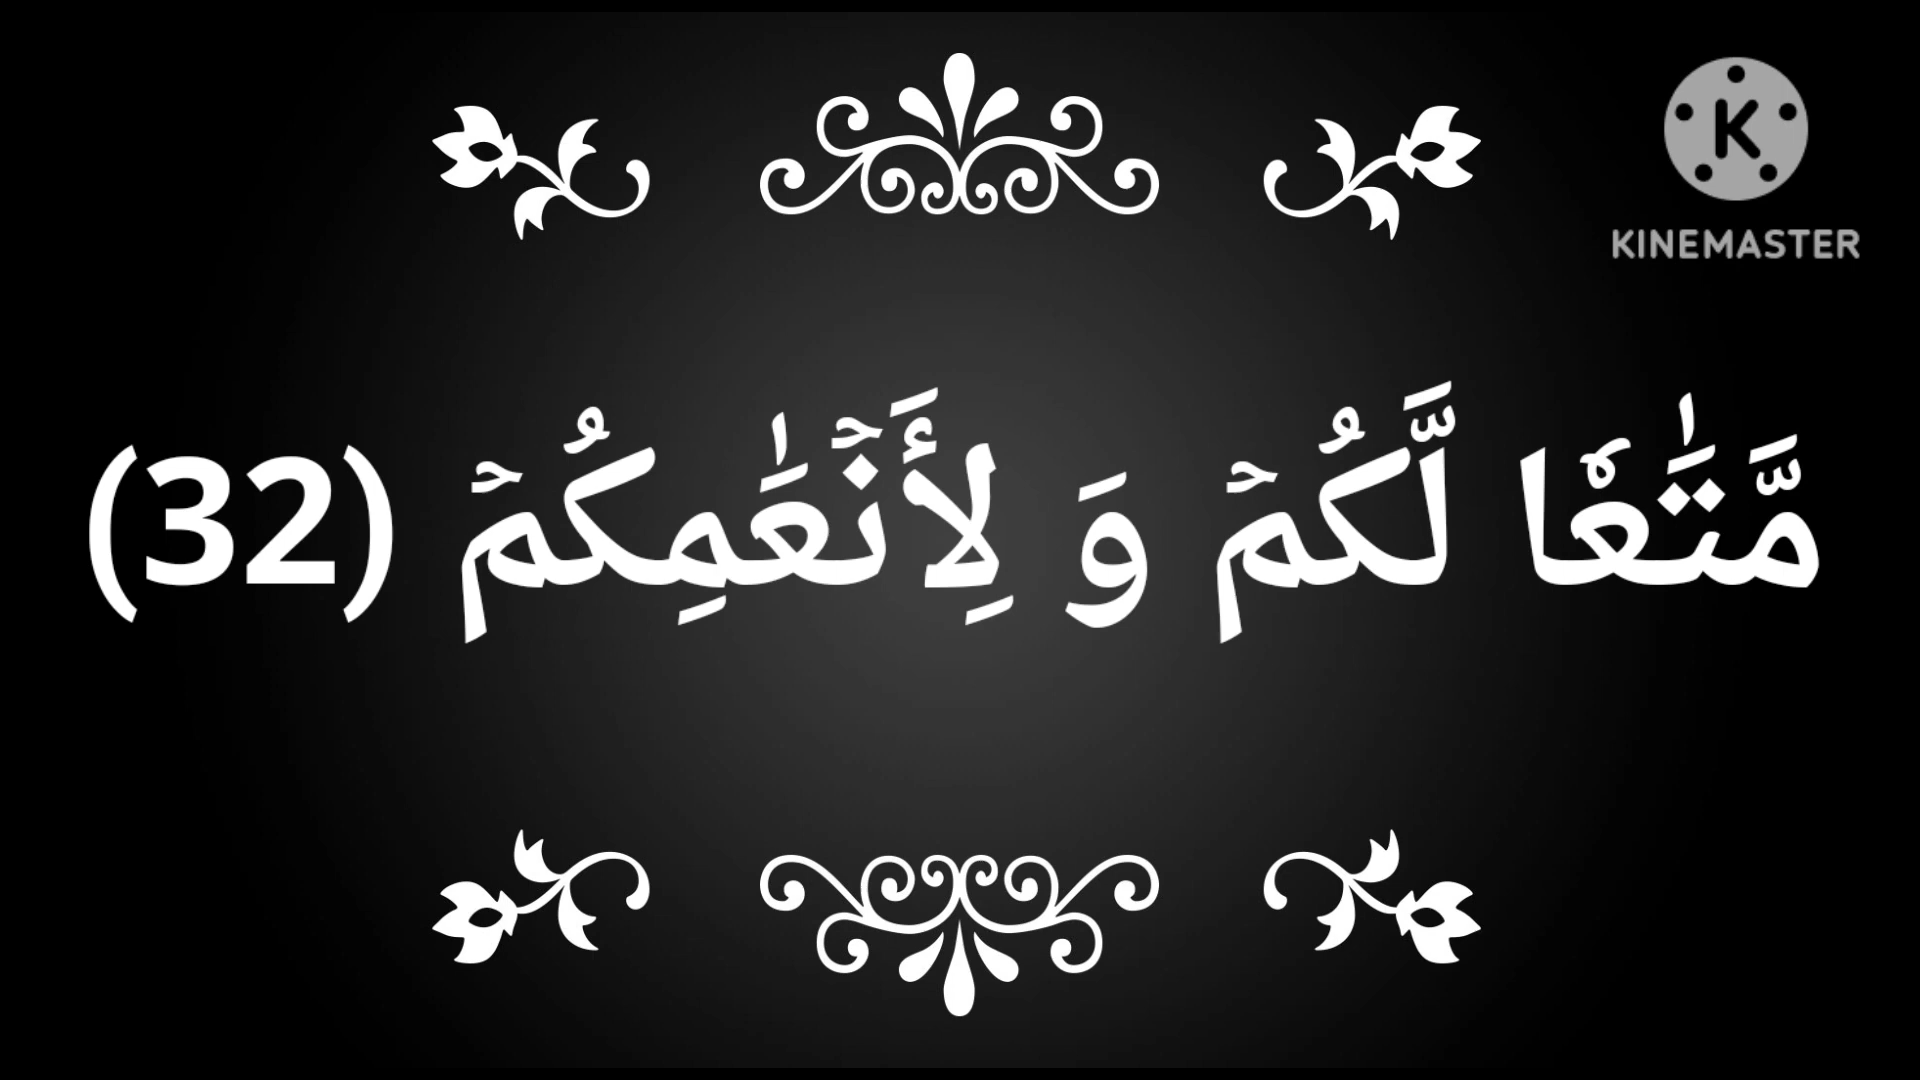 KINEMASTER
مَّتَٰعٗا لَّكُمۡ وَ لِأَنۡعَٰمِكُمۡ (32)